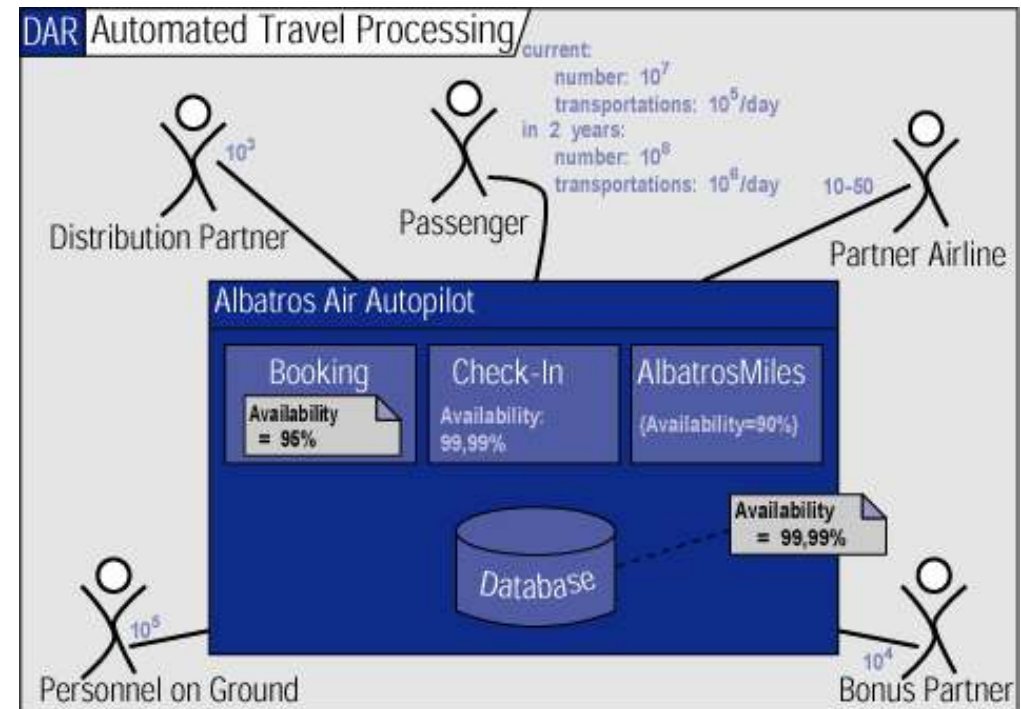 DAR Automated Travel Processing
current:
number: 10⁷
transportations: 10⁵/day
in 2 years:
number: 10⁸
transportations: 10⁶/day
10³
10-50
Distribution Partner
Passenger
Partner Airline
Albatros Air Autopilot
Booking
Availability
= 95%
Check-In
Availability:
99,99%
AlbatrosMiles
{Availability=90%}
Availability
= 99,99%
Database
10⁵
10⁴
Personnel on Ground
Bonus Partner